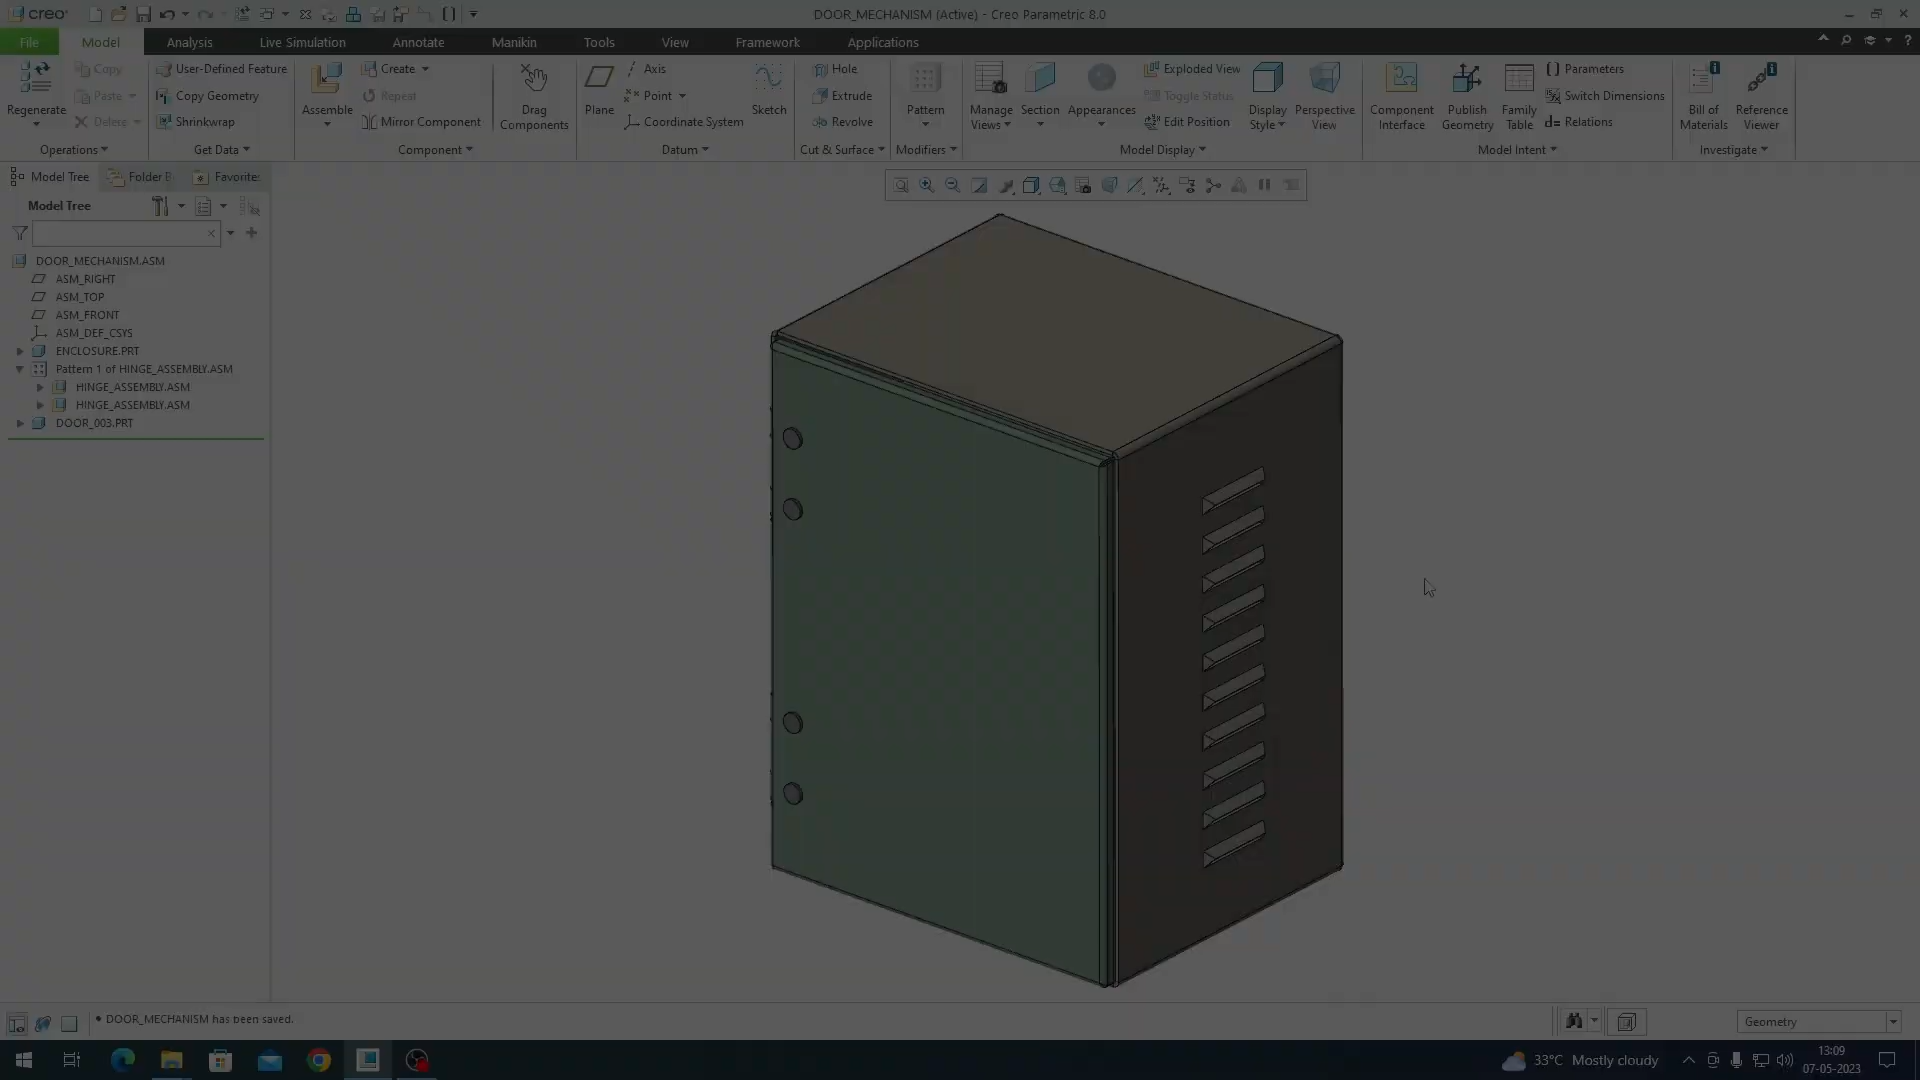 creo
DOOR_MECHANISM (Active) - Creo Parametric 8.0
File Model Analysis Live Simulation Annotate Manikin Tools View Framework Applications
Regenerate
Copy
Paste
Delete
Operations
User-Defined Feature
Copy Geometry
Shrinkwrap
Get Data
Assemble
Create
Repeat
Mirror Component
Drag
Components
Component
Plane
Axis
Point
Coordinate System
Sketch
Datum
Hole
Extrude
Revolve
Cut & Surface
Pattern
Modifiers
Manage
Views
Section
Appearances
Exploded View
Toggle Status
Edit Position
Display
Style
Perspective
View
Model Display
Component
Interface
Publish
Geometry
Family
Table
Parameters
Switch Dimensions
d= Relations
Model Intent
Bill of
Materials
Reference
Viewer
Investigate
Model Tree Folder B Favorites
Model Tree
DOOR_MECHANISM.ASM
ASM_RIGHT
ASM_TOP
ASM_FRONT
ASM_DEF_CSYS
ENCLOSURE.PRT
Pattern 1 of HINGE_ASSEMBLY.ASM
HINGE_ASSEMBLY.ASM
HINGE_ASSEMBLY.ASM
DOOR_003.PRT
• DOOR_MECHANISM has been saved.
Geometry
33°C Mostly cloudy
13:09
07-05-2023